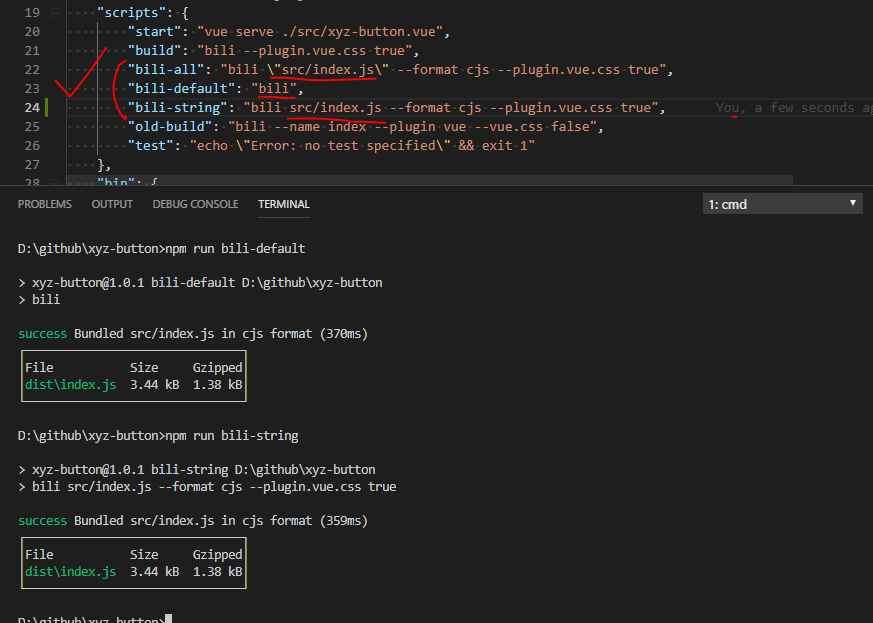 19 "scripts": {
20 "start": "vue serve ./src/xyz-button.vue",
21 "build": "bili --plugin.vue.css true",
22 "bili-all": "bili \"src/index.js\" --format cjs --plugin.vue.css true",
23 "bili-default": "bili",
24 "bili-string": "bili src/index.js --format cjs --plugin.vue.css true", You, a few seconds ag
25 "old-build": "bili --name index --plugin vue --vue.css false",
26 "test": "echo \"Error: no test specified\" && exit 1"
27 },
28 "bin": {
PROBLEMS OUTPUT DEBUG CONSOLE TERMINAL 1: cmd
D:\github\xyz-button>npm run bili-default
> xyz-button@1.0.1 bili-default D:\github\xyz-button
> bili
success Bundled src/index.js in cjs format (370ms)
File Size Gzipped
dist\index.js 3.44 kB 1.38 kB
D:\github\xyz-button>npm run bili-string
> xyz-button@1.0.1 bili-string D:\github\xyz-button
> bili src/index.js --format cjs --plugin.vue.css true
success Bundled src/index.js in cjs format (359ms)
File Size Gzipped
dist\index.js 3.44 kB 1.38 kB
D:\github\xyz-button>